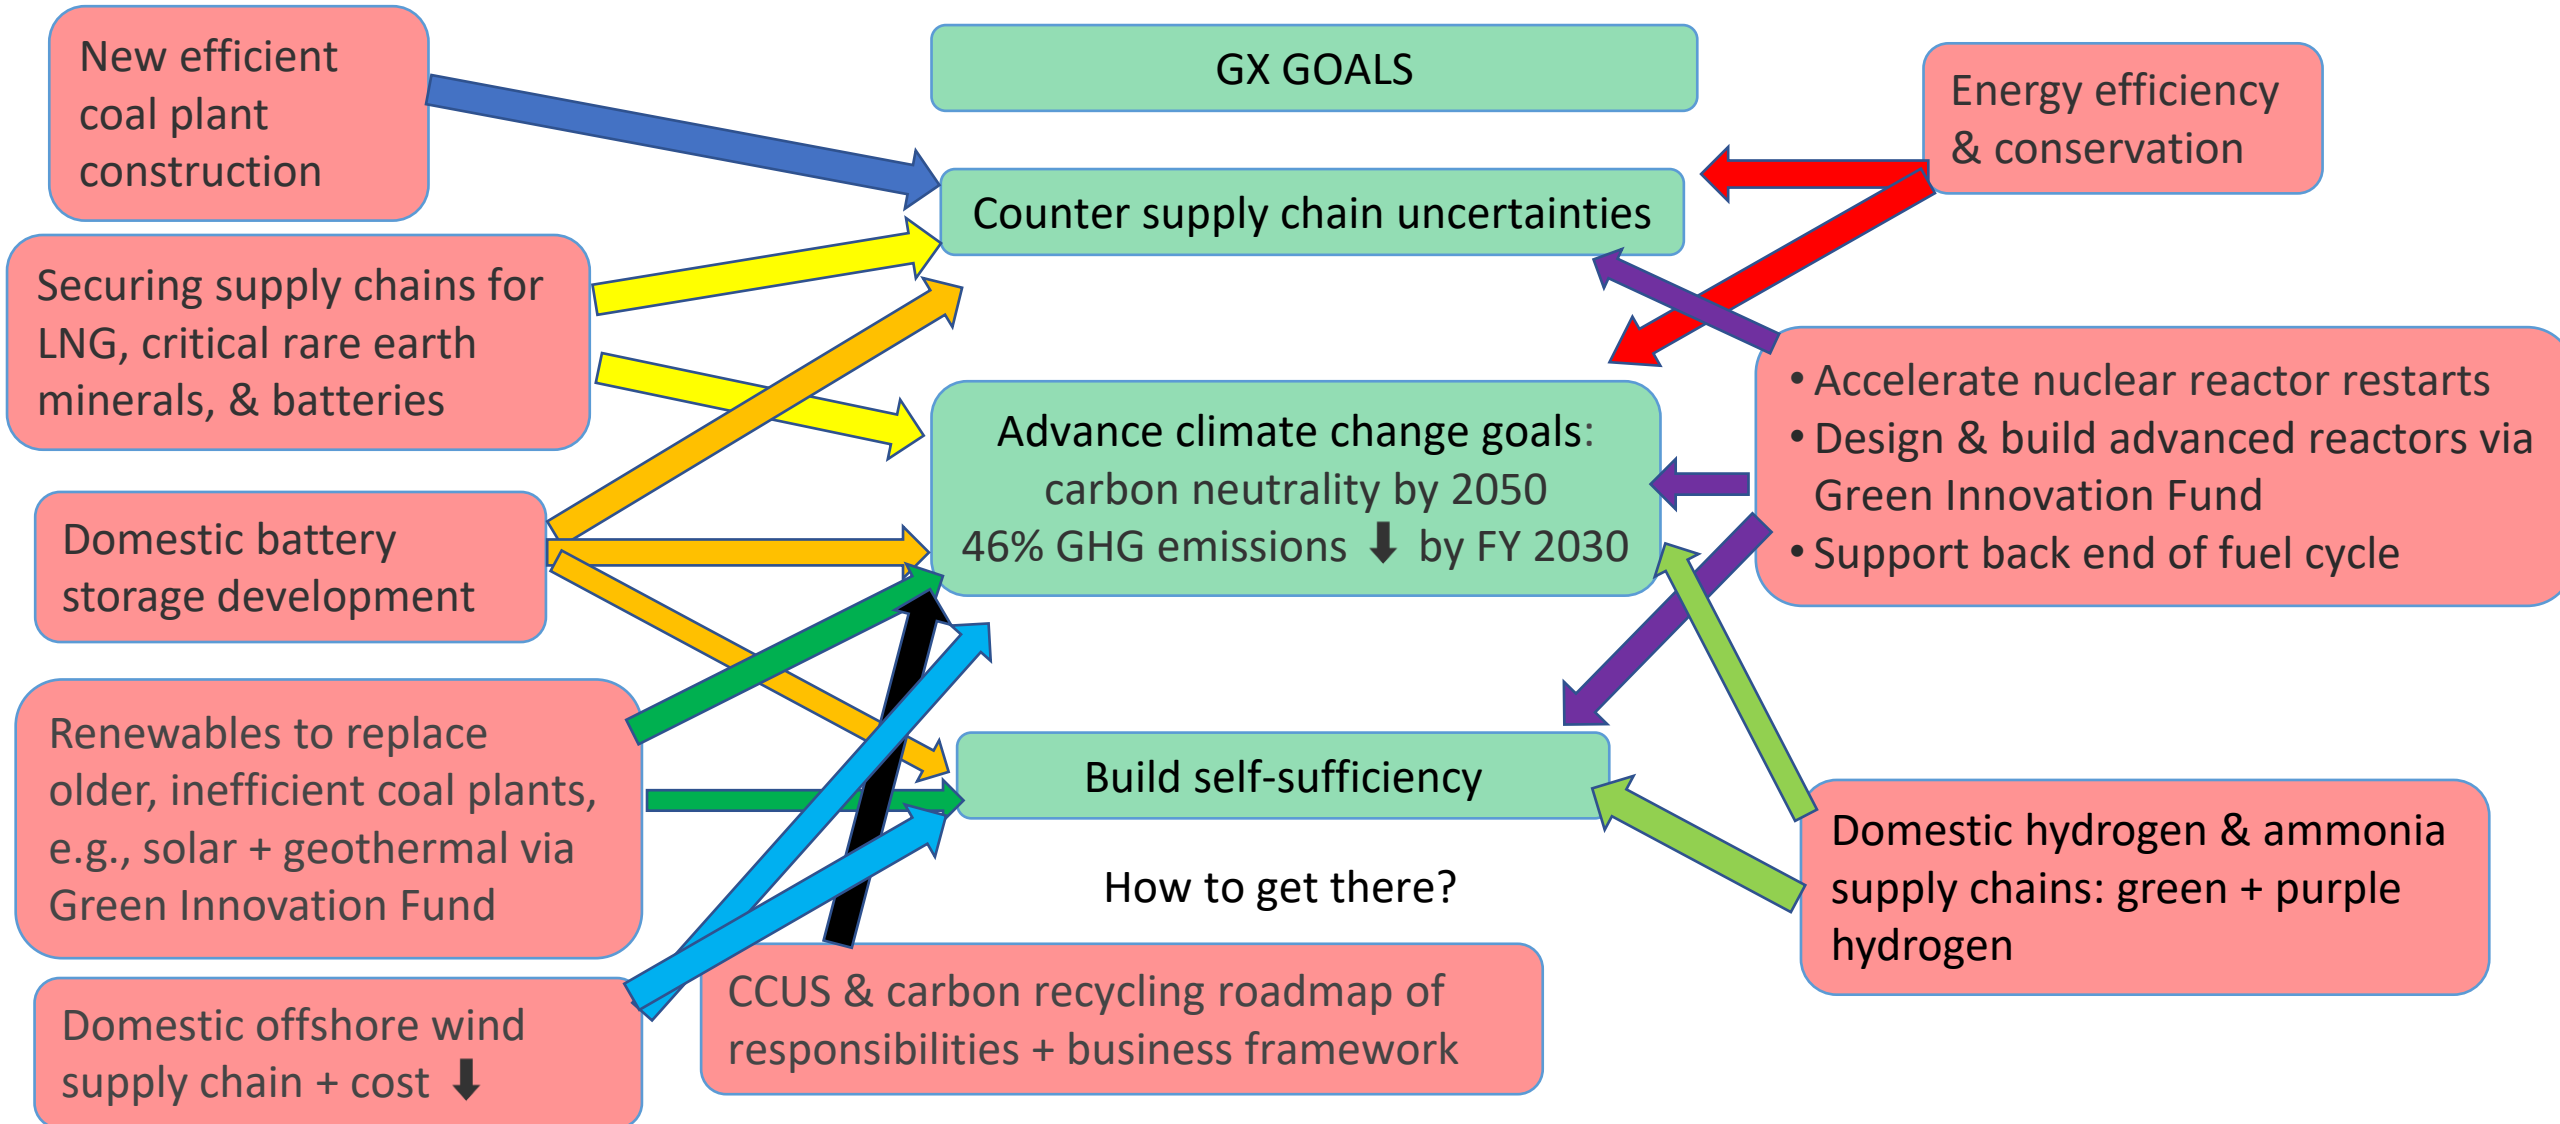 New efficient
coal plant
construction
GX GOALS
Energy efficiency
& conservation
Counter supply chain uncertainties
Securing supply chains for
LNG, critical rare earth
minerals, & batteries
• Accelerate nuclear reactor restarts
• Design & build advanced reactors via
Green Innovation Fund
• Support back end of fuel cycle
Advance climate change goals:
carbon neutrality by 2050
46% GHG emissions ⬇ by FY 2030
Domestic battery
storage development
Renewables to replace
older, inefficient coal plants,
e.g., solar + geothermal via
Green Innovation Fund
Build self-sufficiency
How to get there?
Domestic hydrogen & ammonia
supply chains: green + purple
hydrogen
Domestic offshore wind
supply chain + cost ⬇
CCUS & carbon recycling roadmap of
responsibilities + business framework